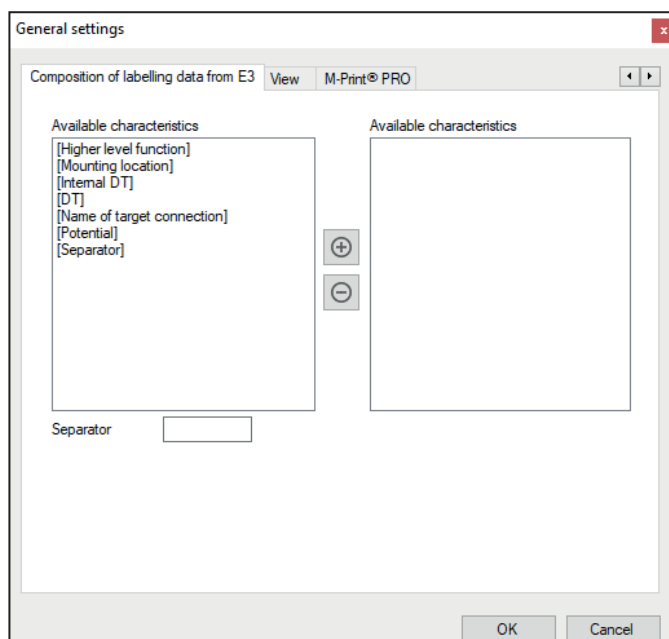 General settings
x
Composition of labelling data from E3
View
M-Print® PRO
Available characteristics
Available characteristics
[Higher level function]
[Mounting location]
[Internal DT]
[DT]
[Name of target connection]
[Potential]
[Separator]
Separator
OK
Cancel